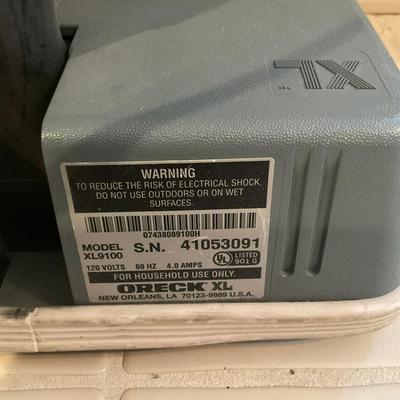 XL
WARNING
TO REDUCE THE RISK OF ELECTRICAL SHOCK,
DO NOT USE OUTDOORS OR ON WET
SURFACES.
07438089100H
MODEL S.N. 41053091
XL9100
120 VOLTS 60 HZ 4.0 AMPS
UL LISTED
901 G
FOR HOUSEHOLD USE ONLY.
ORECK XL
NEW ORLEANS, LA 70123-9989 U.S.A.